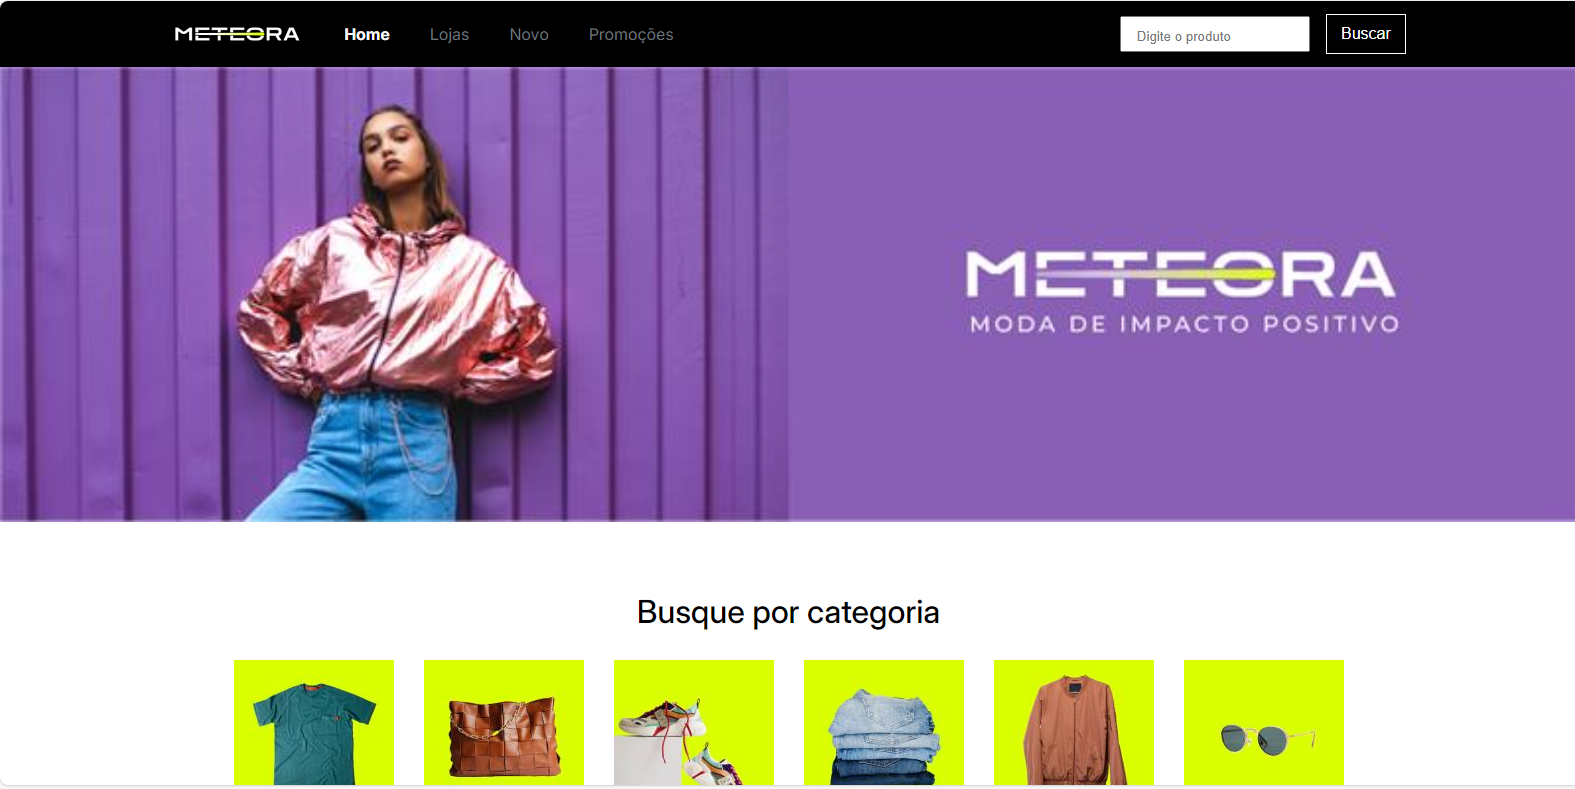 METEORA Home Lojas Novo Promoções Digite o produto Buscar
METEORA
MODA DE IMPACTO POSITIVO
Busque por categoria